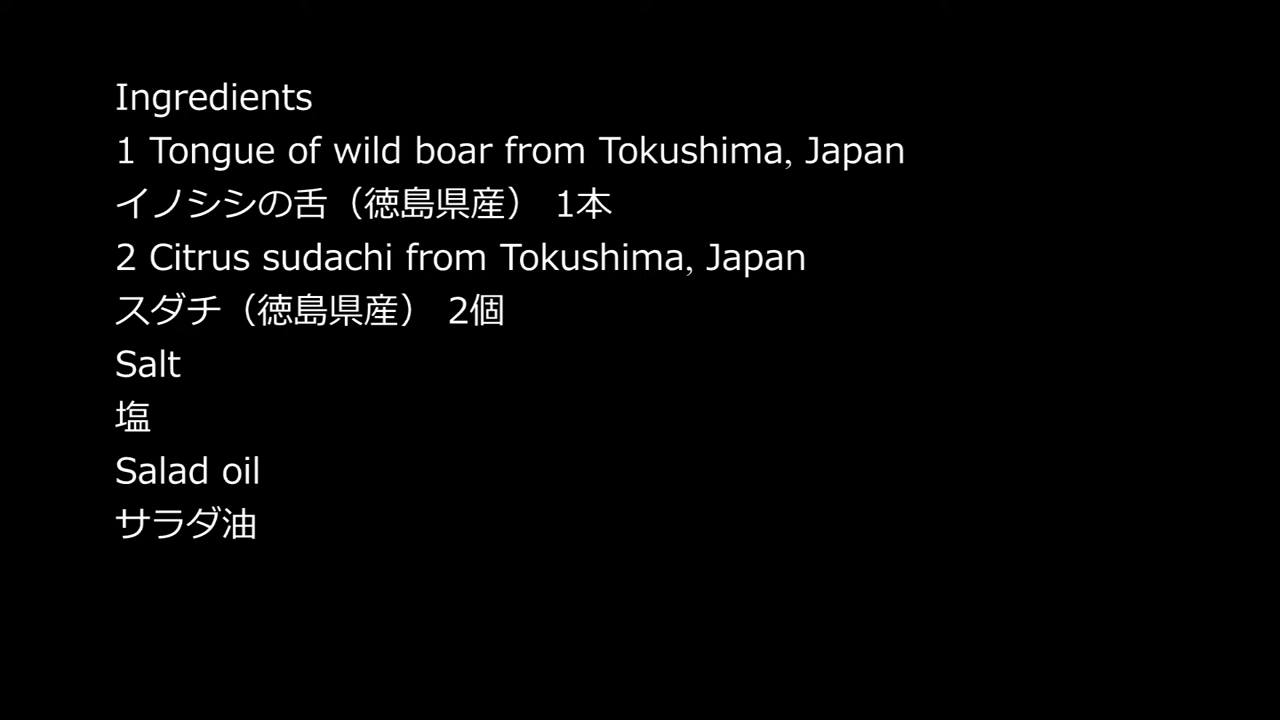 Ingredients
1 Tongue of wild boar from Tokushima, Japan
イノシシの舌（徳島県産） 1本
2 Citrus sudachi from Tokushima, Japan
スダチ（徳島県産） 2個
Salt
塩
Salad oil
サラダ油